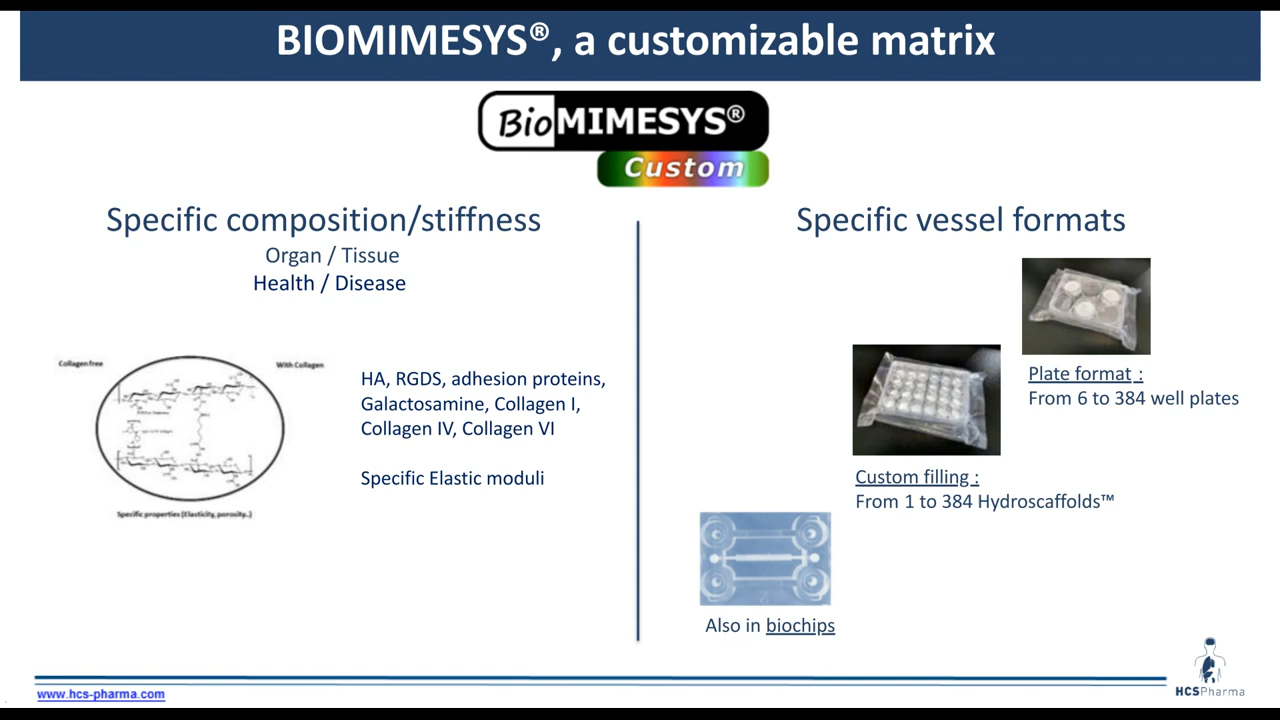 BIOMIMESYS®, a customizable matrix
BioMIMESYS®
Custom
Specific composition/stiffness
Organ / Tissue
Health / Disease
Collagen free
With Collagen
Specific properties (Elasticity, porosity..)
HA, RGDS, adhesion proteins,
Galactosamine, Collagen I,
Collagen IV, Collagen VI
Specific Elastic moduli
Specific vessel formats
Plate format :
From 6 to 384 well plates
Custom filling :
From 1 to 384 Hydroscaffolds™
Also in biochips
www.hcs-pharma.com
HCSPharma